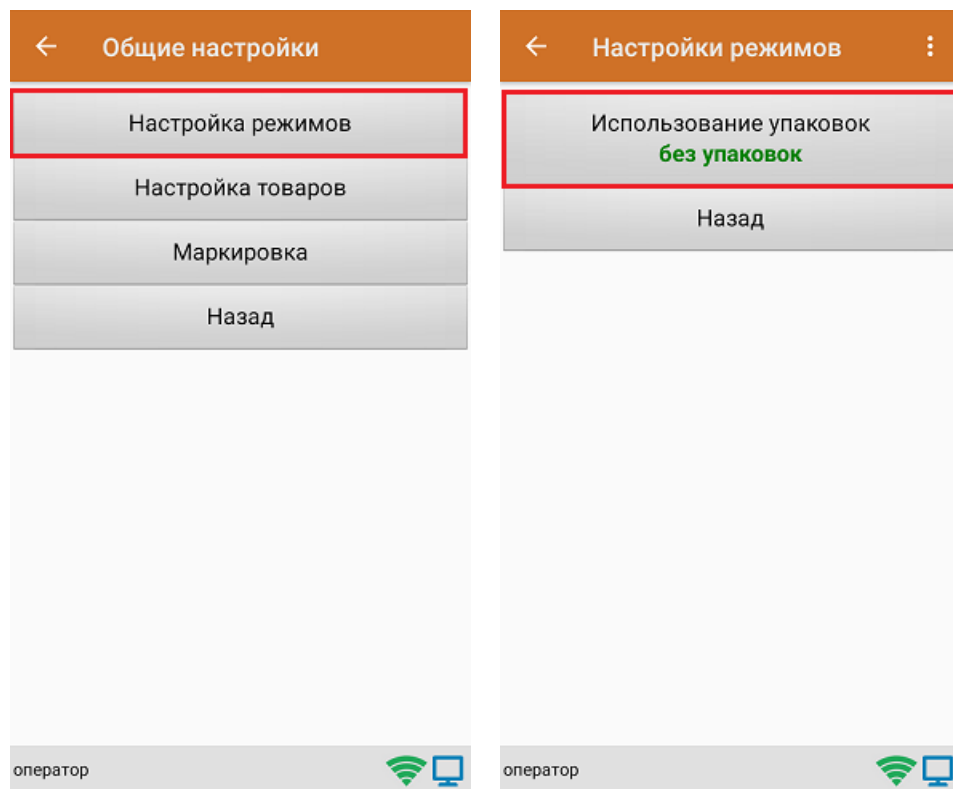 Общие настройки
Настройка режимов
Настройка товаров
Маркировка
Назад
оператор
Настройки режимов
Использование упаковок
без упаковок
Назад
оператор